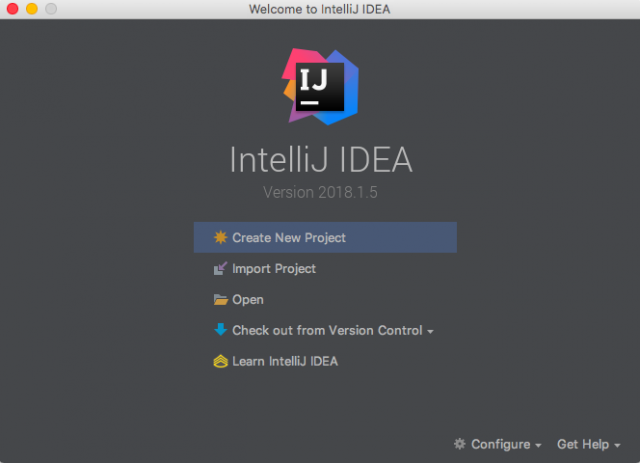 Welcome to IntelliJ IDEA
IJ
IntelliJ IDEA
Version 2018.1.5
Create New Project
Import Project
Open
Check out from Version Control
Learn IntelliJ IDEA
Configure Get Help